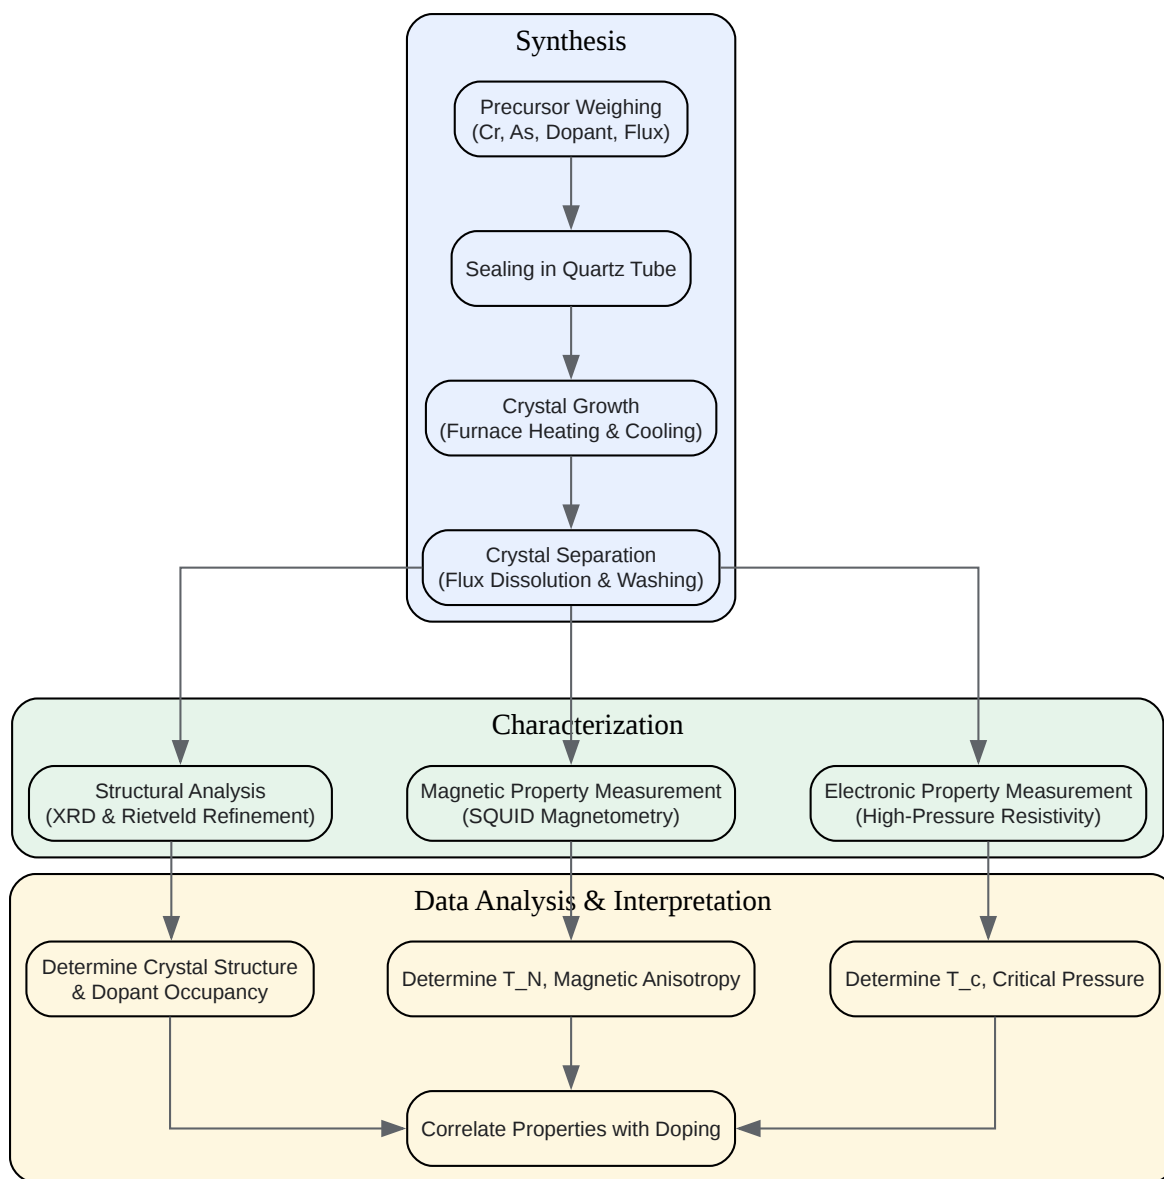 Synthesis
Precursor Weighing
(Cr, As, Dopant, Flux)
Sealing in Quartz Tube
Crystal Growth
(Furnace Heating & Cooling)
Crystal Separation
(Flux Dissolution & Washing)
Characterization
Structural Analysis
(XRD & Rietveld Refinement)
Magnetic Property Measurement
(SQUID Magnetometry)
Electronic Property Measurement
(High-Pressure Resistivity)
Data Analysis & Interpretation
Determine Crystal Structure
& Dopant Occupancy
Determine T_N, Magnetic Anisotropy
Determine T_c, Critical Pressure
Correlate Properties with Doping